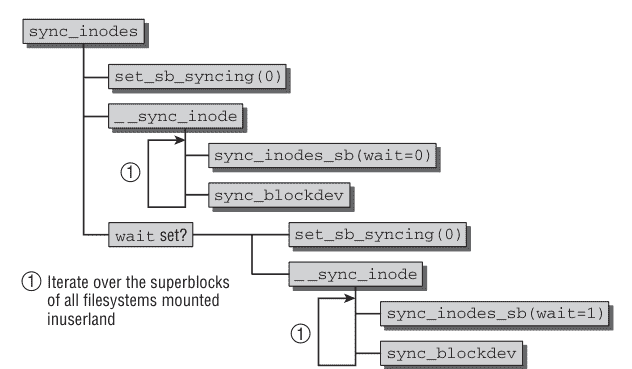 sync_inodes
set_sb_syncing(0)
__sync_inode
①
sync_inodes_sb(wait=0)
sync_blockdev
wait set?
set_sb_syncing(0)
__sync_inode
① Iterate over the superblocks
of all filesystems mounted
inuserland
①
sync_inodes_sb(wait=1)
sync_blockdev